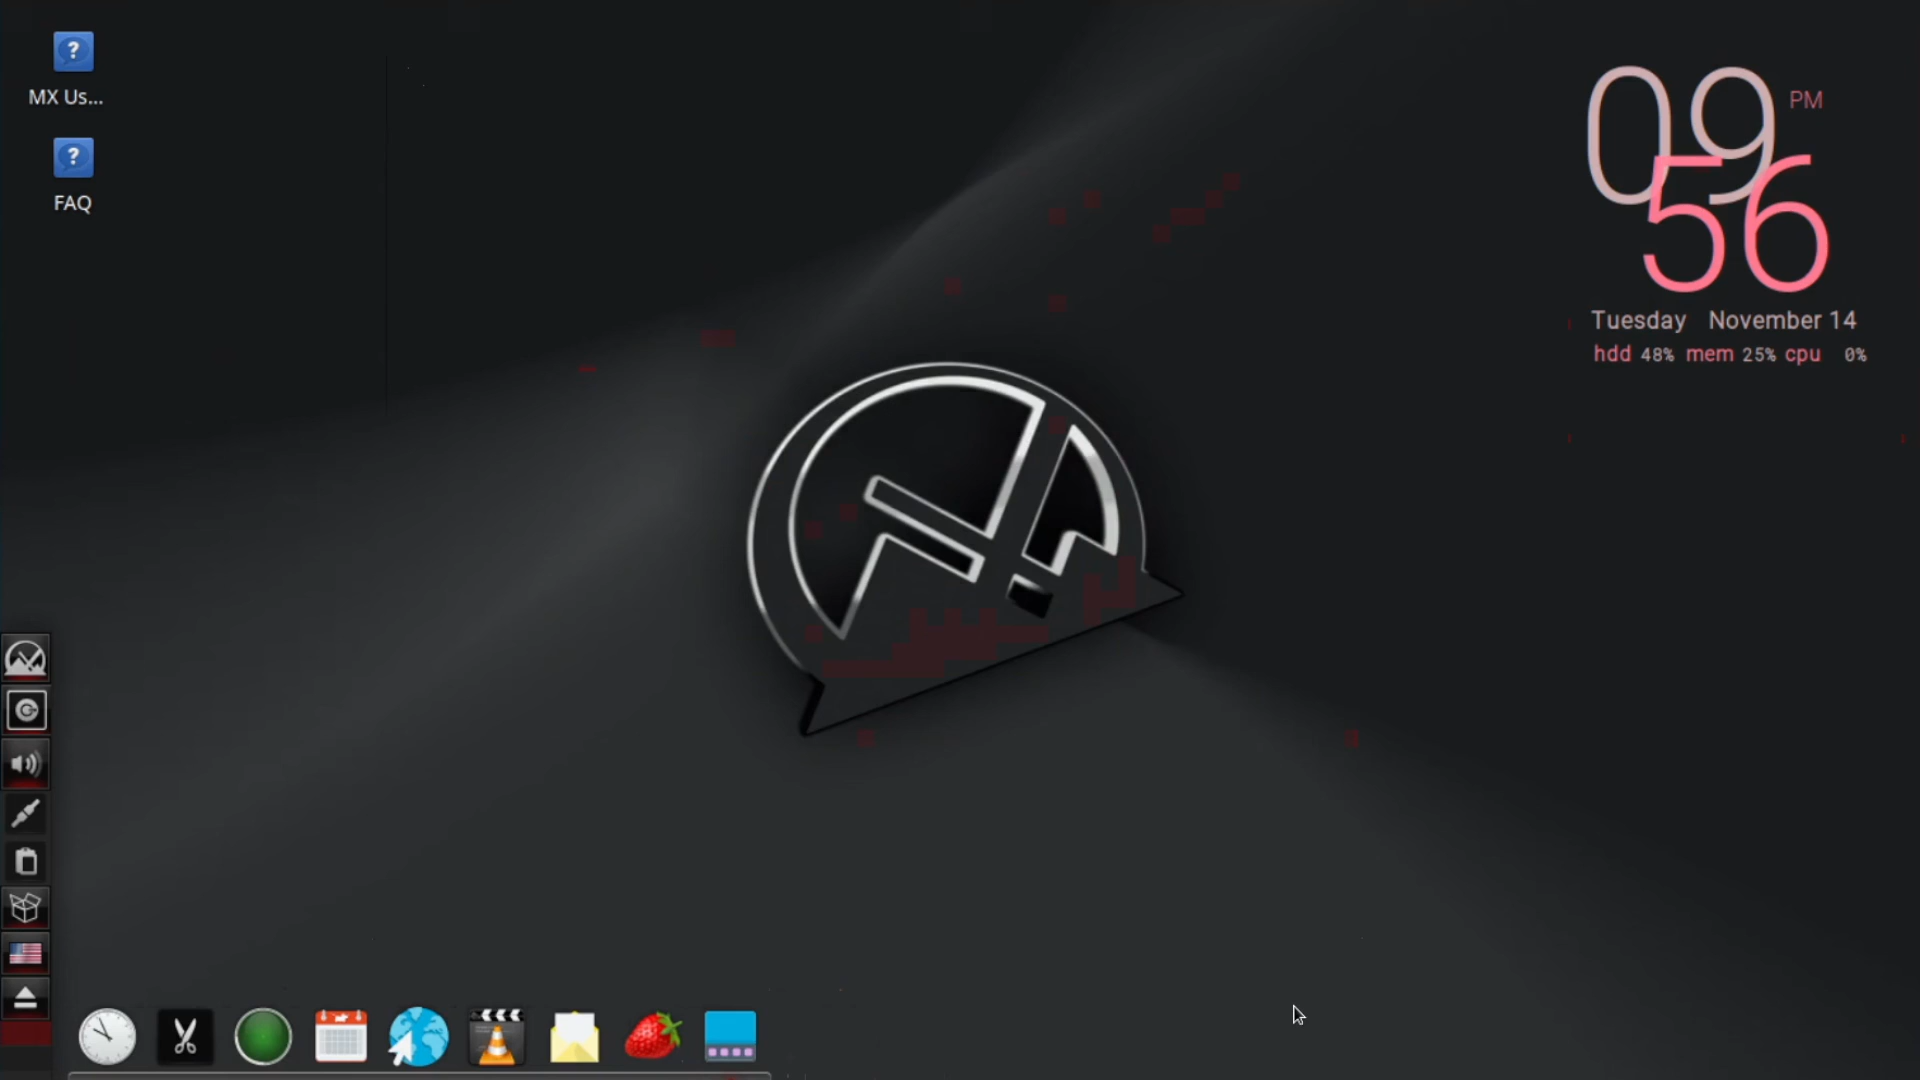 MX Us...
FAQ
09 PM
56
Tuesday November 14
hdd 48% mem 25% cpu 0%